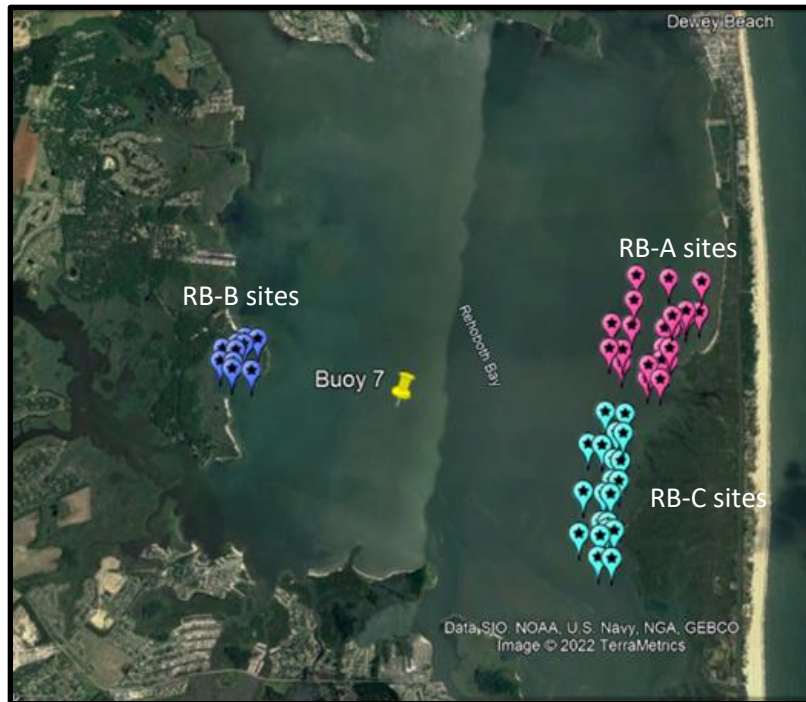 Dewey Beach
RB-A sites
RB-B sites
Rehoboth Bay
Buoy 7
RB-C sites
Data SIO, NOAA, U.S. Navy, NGA, GEBCO
Image © 2022 TerraMetrics